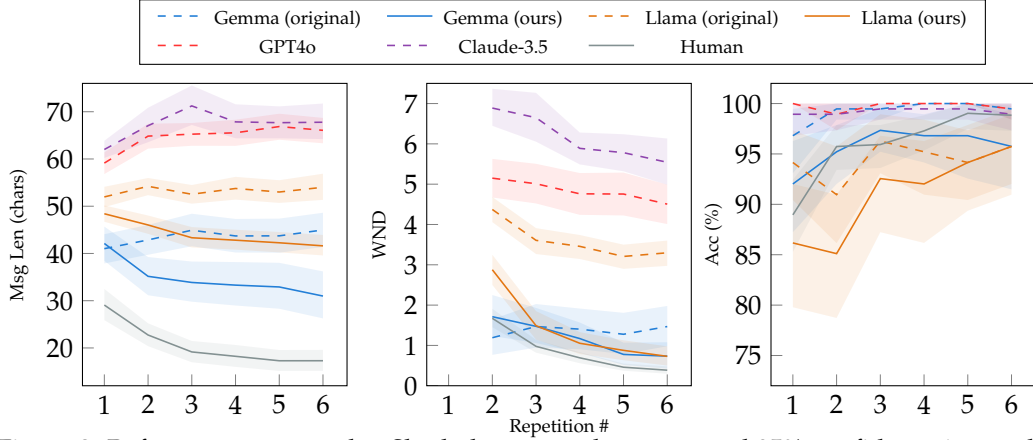 Gemma (original) Gemma (ours) Llama (original) Llama (ours)
GPT4o Claude-3.5 Human
Msg Len (chars)
70
60
50
40
30
20
1 2 3 4 5 6
WND
7
6
5
4
3
2
1
0
1 2 3 4 5 6
Repetition #
Acc (%)
100
95
90
85
80
75
1 2 3 4 5 6